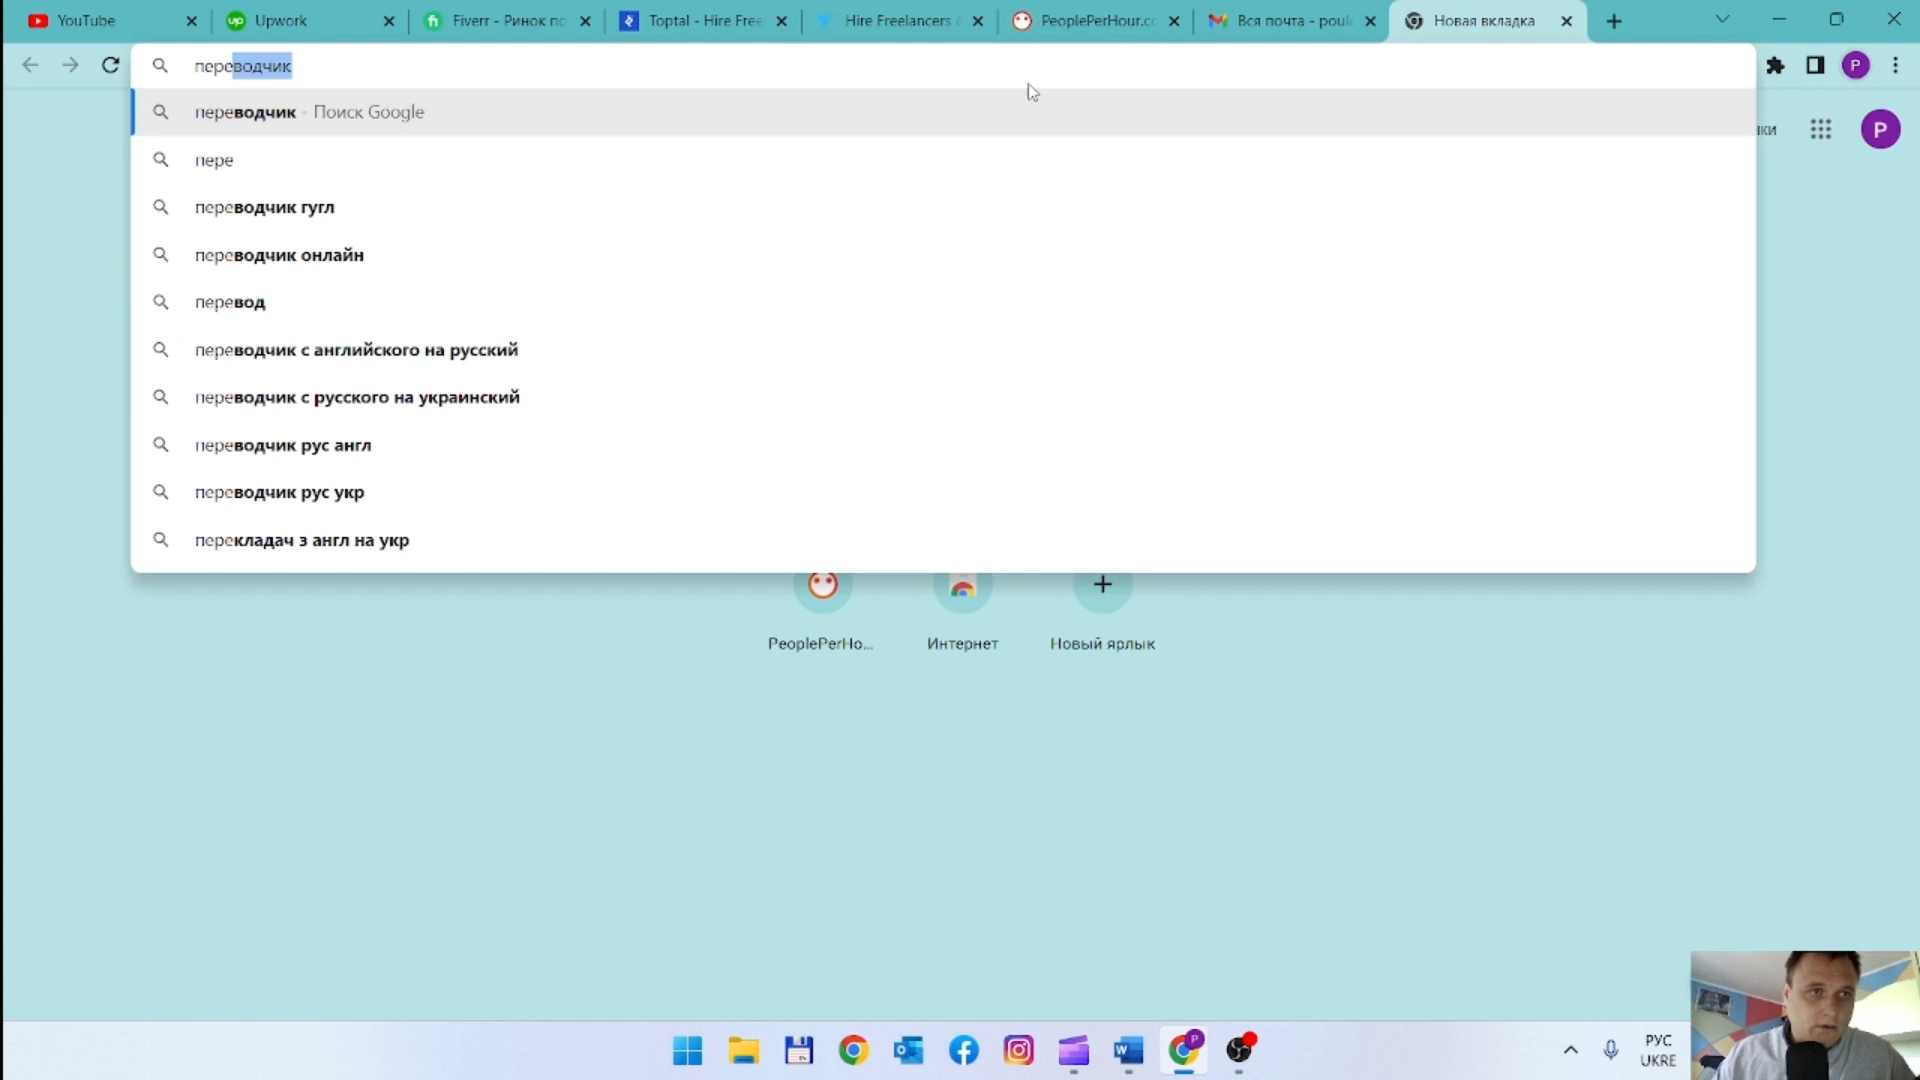 YouTube
Upwork
Fiverr - Ринок по
Toptal - Hire Free
Hire Freelancers &
PeoplePerHour.co
Вся почта - poulc
Новая вкладка
переводчик
P
переводчик - Поиск Google
P
пере
переводчик гугл
переводчик онлайн
перевод
переводчик с английского на русский
переводчик с русского на украинский
переводчик рус англ
переводчик рус укр
перекладач з англ на укр
PeoplePerHo...
Интернет
Новый ярлык
РУС
UKRE